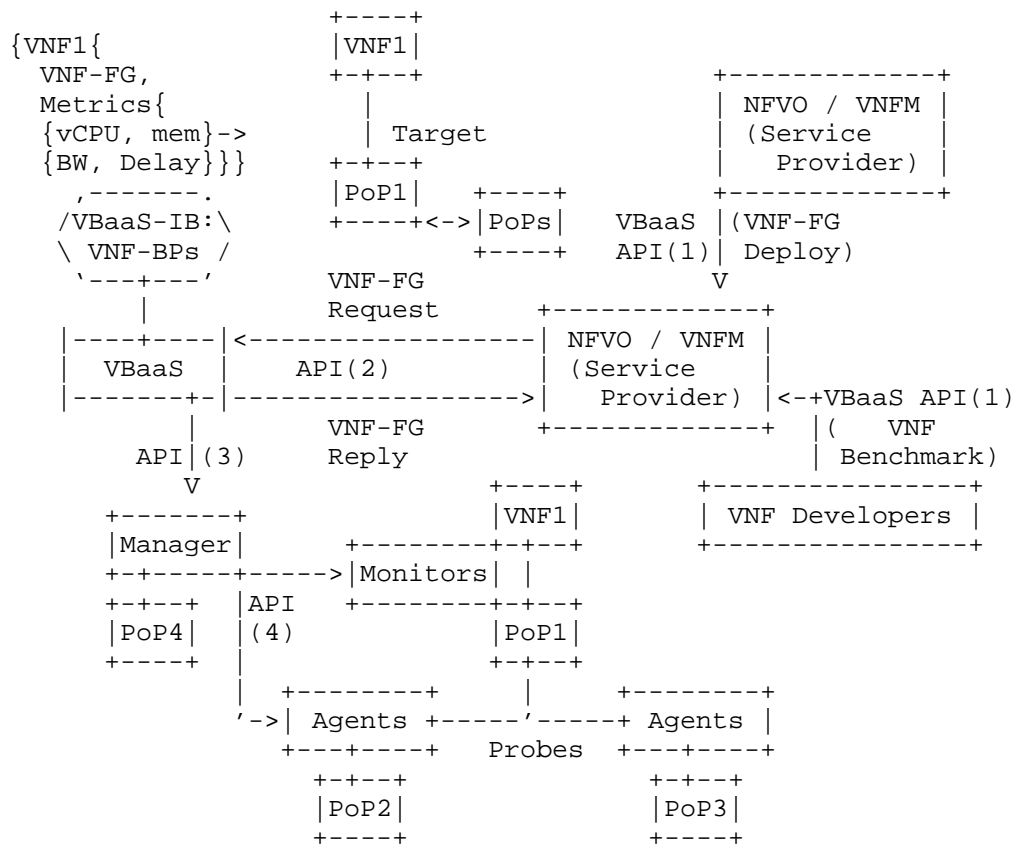 +----+
{VNF1{                     |VNF1|
  VNF-FG,                  +-+--+                       +-------------+
  Metrics{                    |                         | NFVO / VNFM |
  {vCPU, mem}->               | Target                  | (Service    |
  {BW, Delay}}}            +-+--+                       |   Provider) |
    ,-------.              |PoP1|   +----+              +-------------+
   /VBaaS-IB:\             +----+<->|PoPs|    VBaaS |(VNF-FG
   \ VNF-BPs /                      +----+    API(1)| Deploy)
    '---+---'              VNF-FG                   V
        |                  Request       +-------------+
   |----+----|<-------------------| NFVO / VNFM |
   |  VBaaS  |    API(2)          | (Service    |
   |-------+-|------------------->|   Provider) |<-+VBaaS API(1)
           |      VNF-FG          +-------------+  |(   VNF
        API|(3)   Reply                            | Benchmark)
           V                     +----+        +----------------+
      +-------+                  |VNF1|        | VNF Developers |
      |Manager|        +--------+-+--+         +----------------+
      +-+-----+----->|Monitors| |
      +-+--+  |API   +--------+-+--+
      |PoP4|  |(4)             |PoP1|
      +----+  |                +-+--+
              |  +--------+      |      +--------+
              '->| Agents +-----'-----+ Agents |
                 +---+----+   Probes  +---+----+
                   +-+--+               +-+--+
                   |PoP2|               |PoP3|
                   +----+               +----+